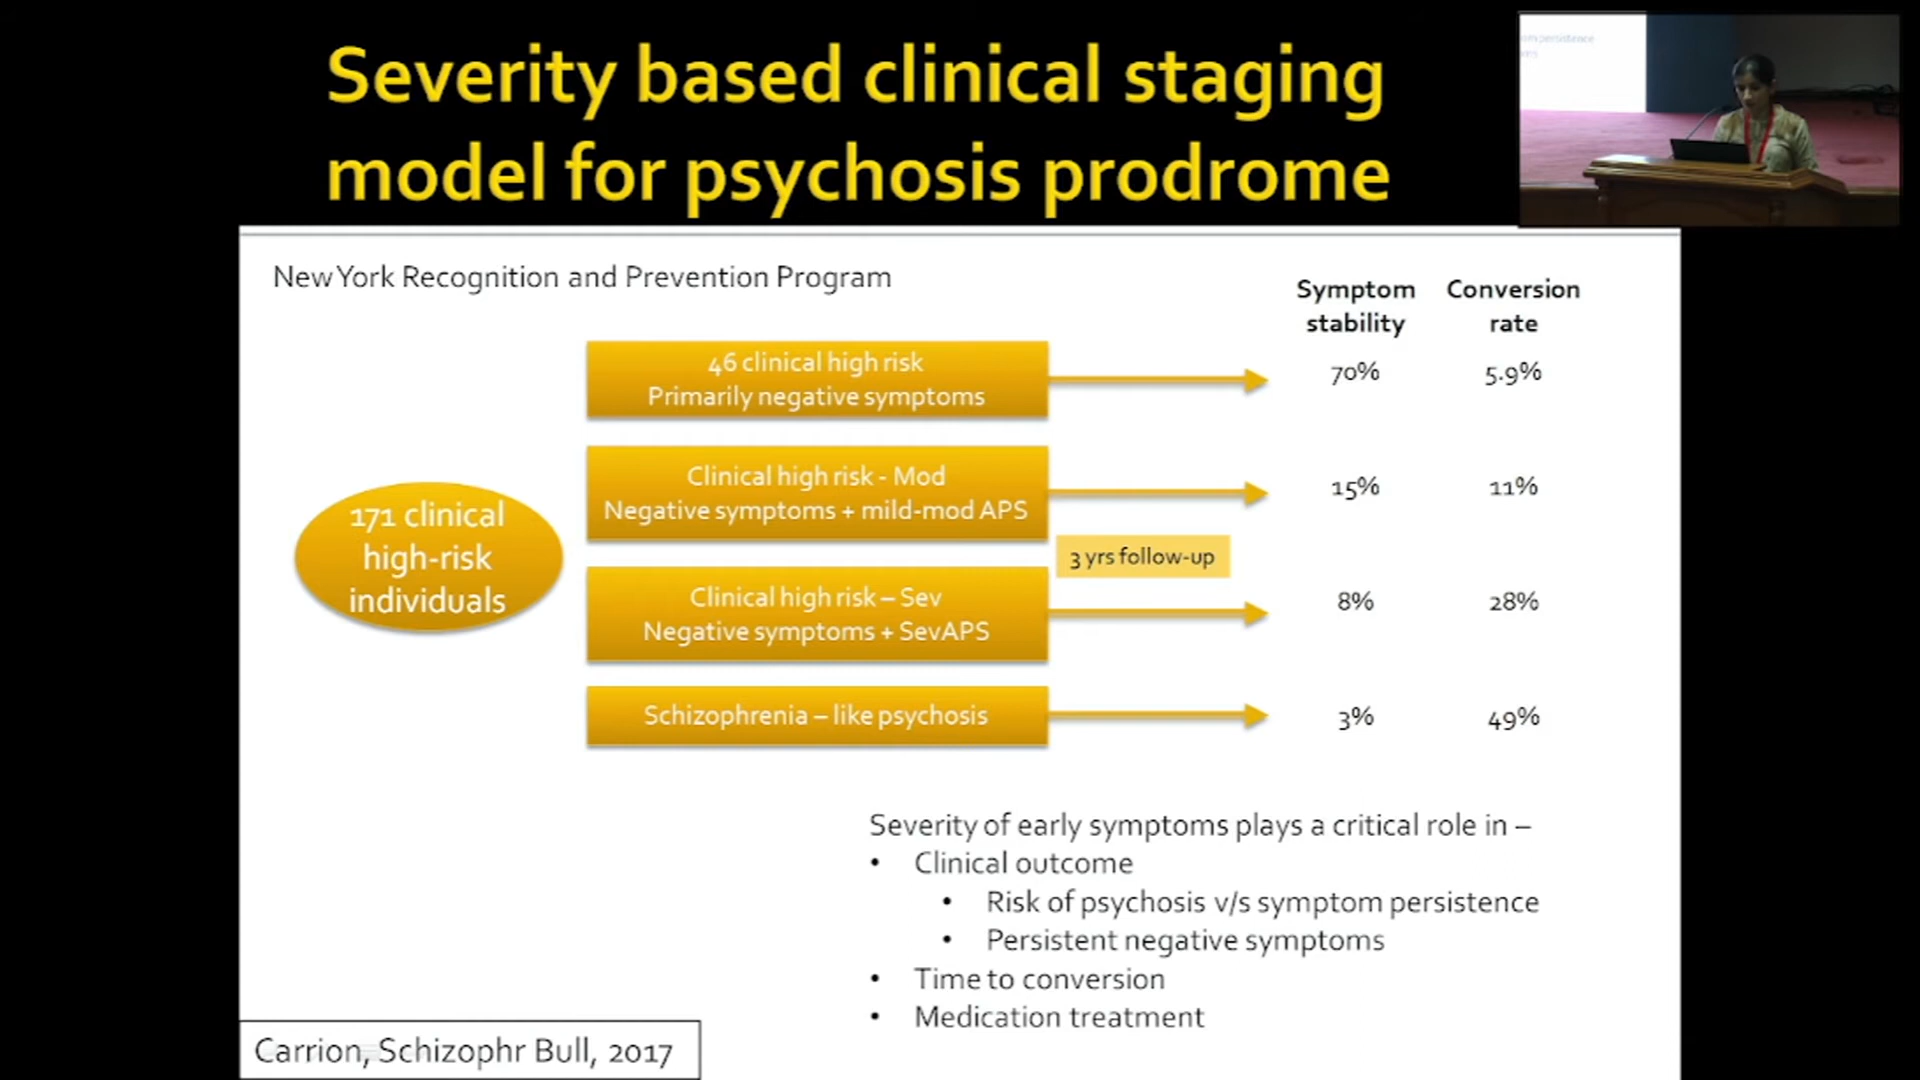 Severity based clinical staging
model for psychosis prodrome
New York Recognition and Prevention Program
Symptom stability
Conversion rate
46 clinical high risk
Primarily negative symptoms
70%
5.9%
Clinical high risk - Mod
Negative symptoms + mild-mod APS
15%
11%
171 clinical
high-risk
individuals
3 yrs follow-up
Clinical high risk – Sev
Negative symptoms + SevAPS
8%
28%
Schizophrenia – like psychosis
3%
49%
Severity of early symptoms plays a critical role in –
• Clinical outcome
• Risk of psychosis v/s symptom persistence
• Persistent negative symptoms
• Time to conversion
• Medication treatment
Carrion, Schizophr Bull, 2017
persistence